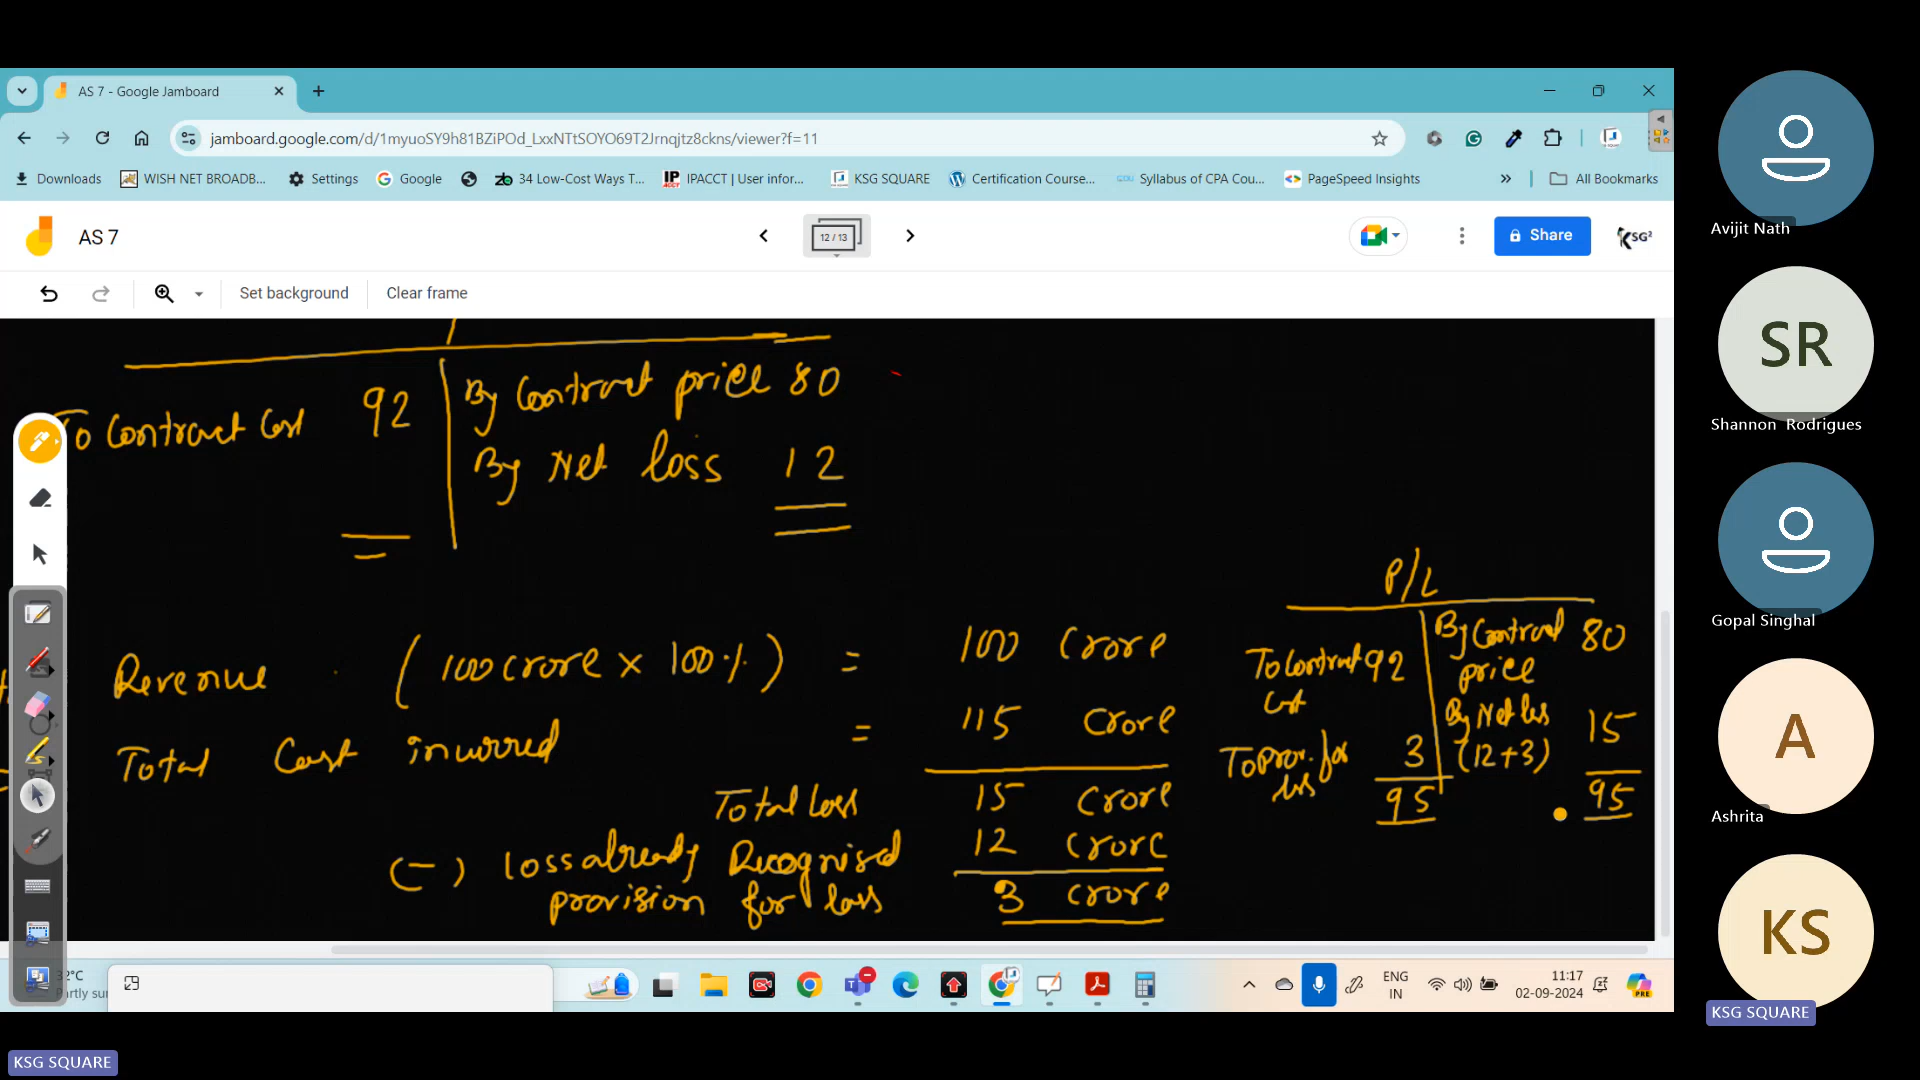 AS 7 - Google Jamboard
jamboard.google.com/d/1myuoSY9h81BZiPOd_LxxNTtSOYO69T2Jrnqjtz8ckns/viewer?f=11
Downloads WISH NET BROADB... Settings Google 34 Low-Cost Ways T... IPACCT | User infor... KSG SQUARE Certification Course... Syllabus of CPA Cou... PageSpeed Insights » All Bookmarks
AS 7
12 / 13
Share
KSG²
Set background Clear frame
To Contract Cost 92 By Contract price 80
By Net loss 12
Revenue (100 crore x 100%) = 100 Crore
Total Cost incurred = 115 Crore
Total Loss 15 Crore
(-) loss already Recognised 12 Crore
provision for loss 3 Crore
P/L
To Contract Cost 92 By Contract price 80
To Prov. for loss 3 By Net loss (12+3) 15
95 95
32°C
Partly sun
ENG
IN
11:17
02-09-2024
PRE
Avijit Nath
SR
Shannon Rodrigues
Gopal Singhal
A
Ashrita
KS
KSG SQUARE
KSG SQUARE